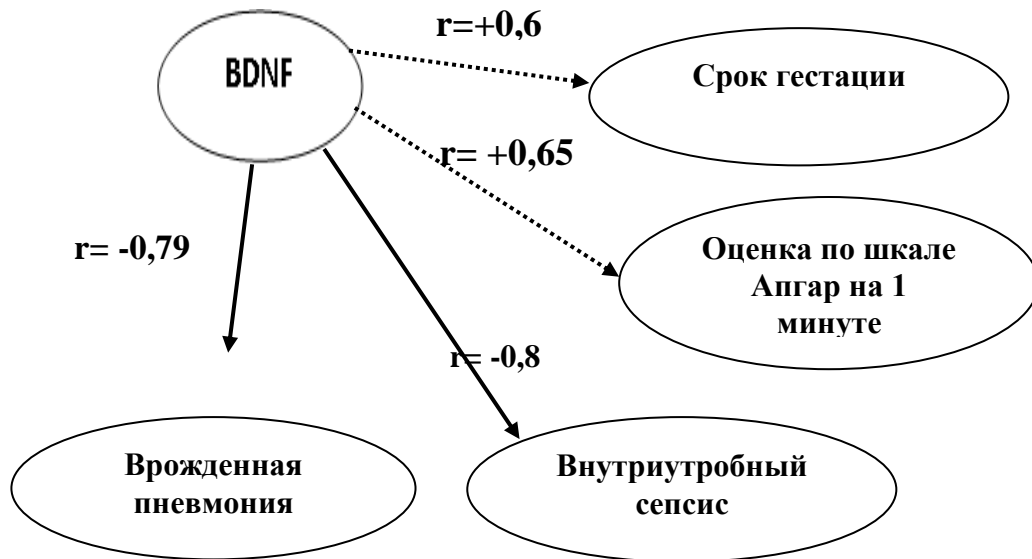 r=+0,6
BDNF
Срок гестации
r= +0,65
r= -0,79
Оценка по шкале
Апгар на 1
минуте
r= -0,8
Врожденная
пневмония
Внутриутробный
сепсис